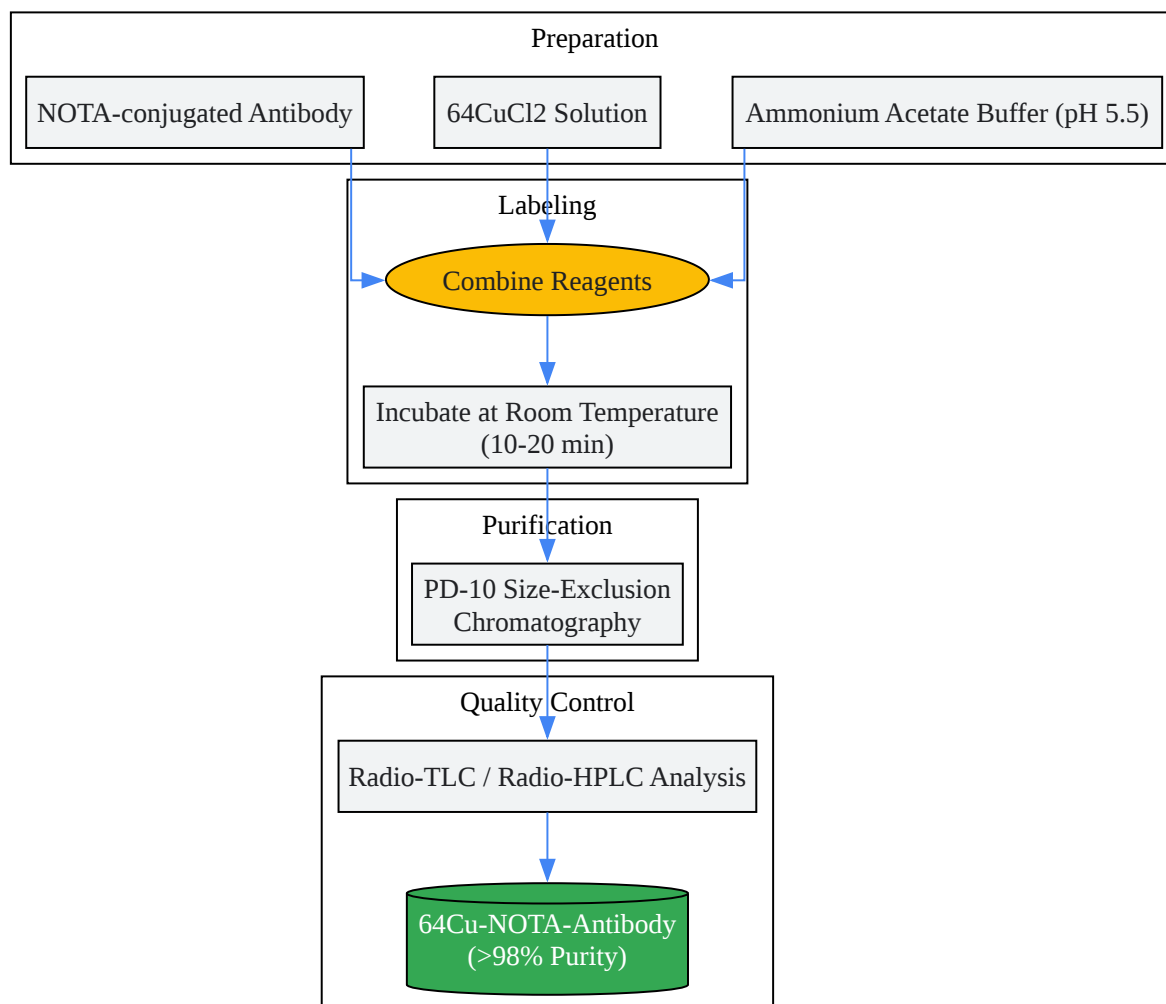 Preparation
NOTA-conjugated Antibody
64CuCl2 Solution
Ammonium Acetate Buffer (pH 5.5)
Labeling
Combine Reagents
Incubate at Room Temperature
(10-20 min)
Purification
PD-10 Size-Exclusion
Chromatography
Quality Control
Radio-TLC / Radio-HPLC Analysis
64Cu-NOTA-Antibody
(>98% Purity)